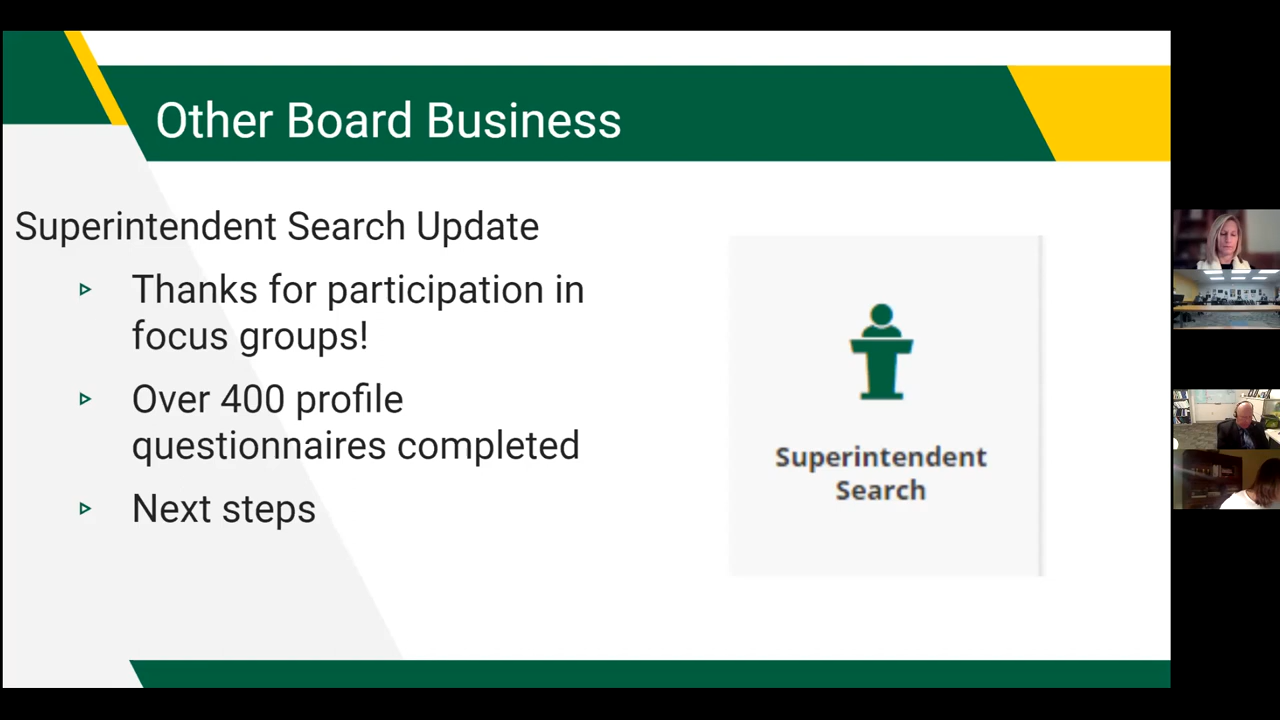 Other Board Business
Superintendent Search Update
Thanks for participation in
focus groups!
Over 400 profile
questionnaires completed
Next steps
Superintendent
Search